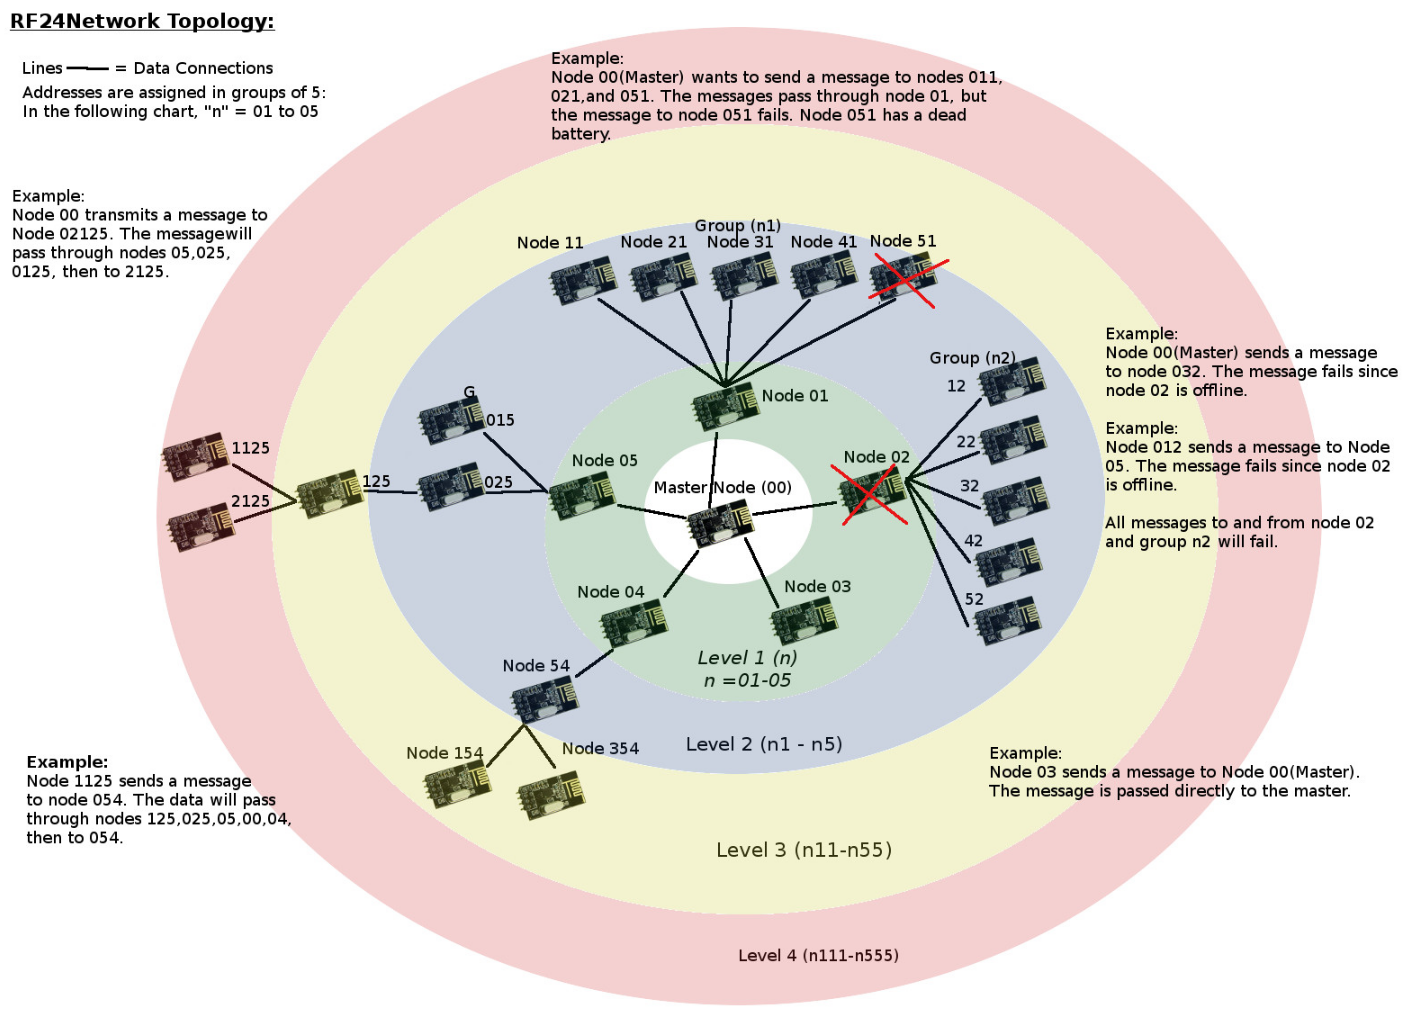 RF24Network Topology:
Lines = Data Connections
Addresses are assigned in groups of 5:
In the following chart, "n" = 01 to 05
Example:
Node 00(Master) wants to send a message to nodes 011,
021,and 051. The messages pass through node 01, but
the message to node 051 fails. Node 051 has a dead
battery.
Example:
Node 00 transmits a message to
Node 02125. The messagewill
pass through nodes 05,025,
0125, then to 2125.
Group (n1)
Node 11
Node 21
Node 31
Node 41
Node 51
Example:
Node 00(Master) sends a message
to node 032. The message fails since
node 02 is offline.
Example:
Node 012 sends a message to Node
05. The message fails since node 02
is offline.
All messages to and from node 02
and group n2 will fail.
Group (n2)
12
22
32
42
52
G
015
025
125
1125
2125
Node 01
Node 05
Node 02
Master Node (00)
Node 04
Node 03
Level 1 (n)
n =01-05
Node 54
Node 154
Node 354
Level 2 (n1 - n5)
Example:
Node 1125 sends a message
to node 054. The data will pass
through nodes 125,025,05,00,04,
then to 054.
Example:
Node 03 sends a message to Node 00(Master).
The message is passed directly to the master.
Level 3 (n11-n55)
Level 4 (n111-n555)